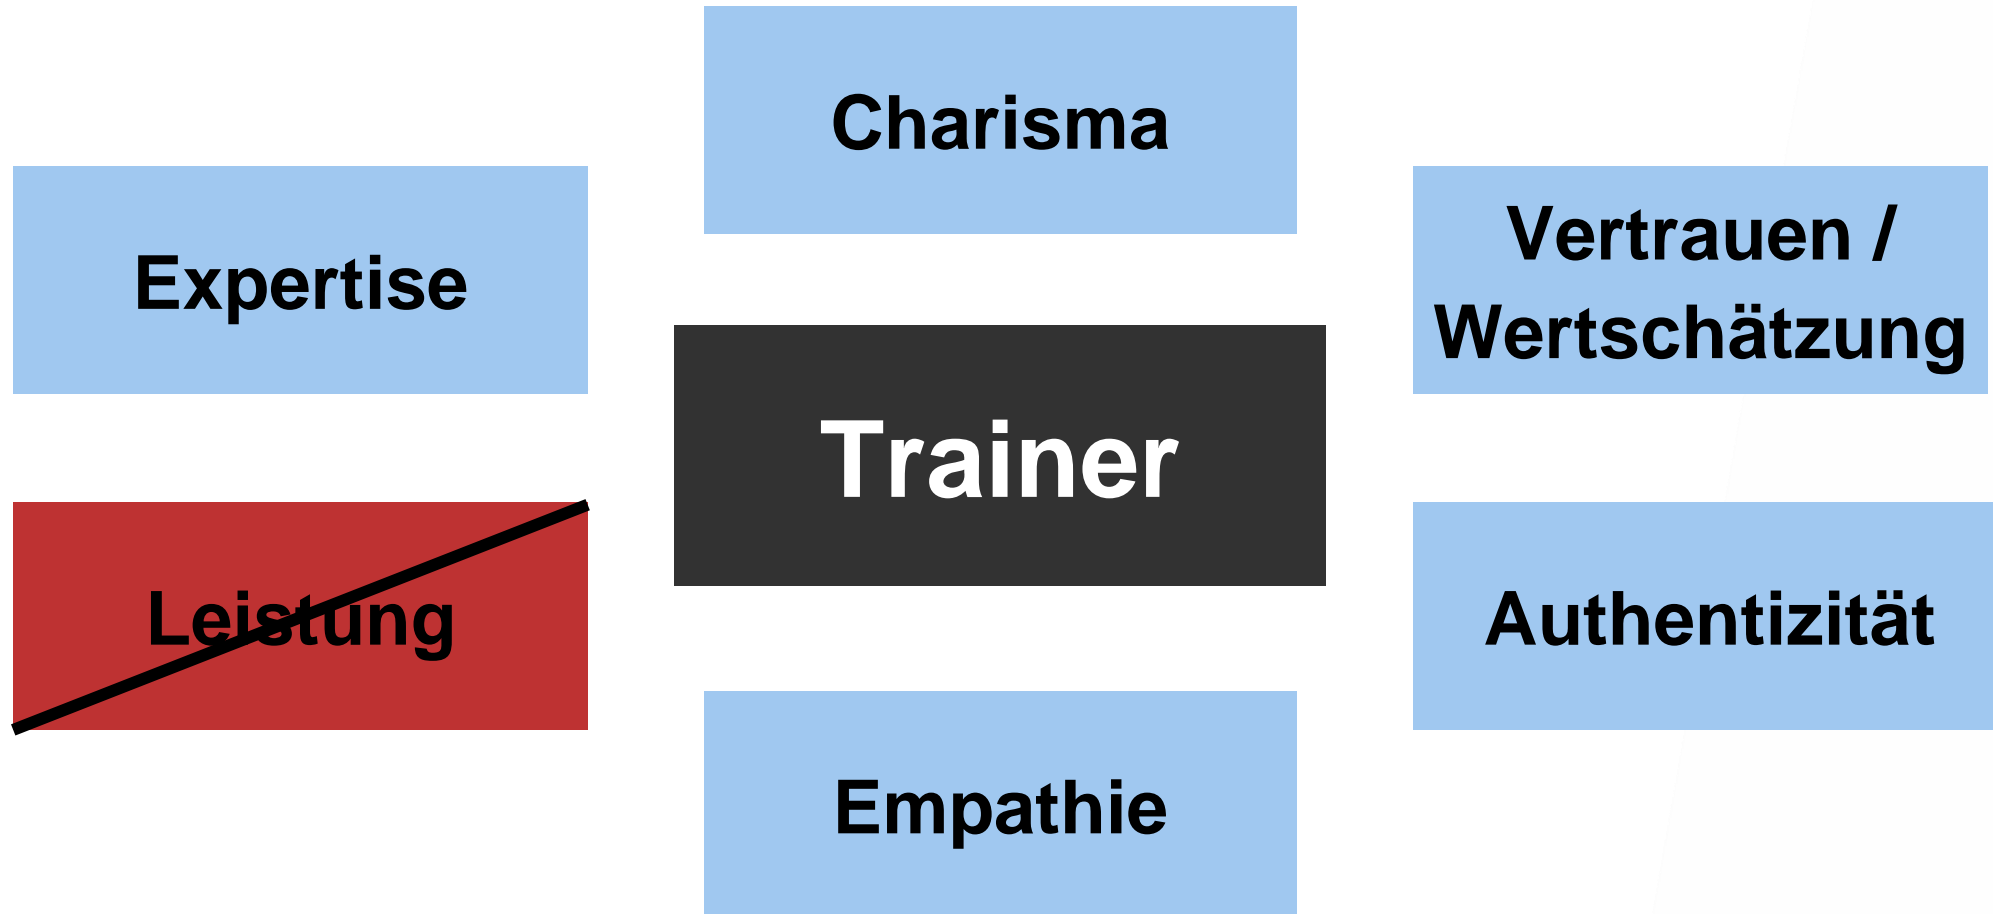 Charisma
Expertise
Vertrauen /
Wertschätzung
Trainer
Leistung
Authentizität
Empathie